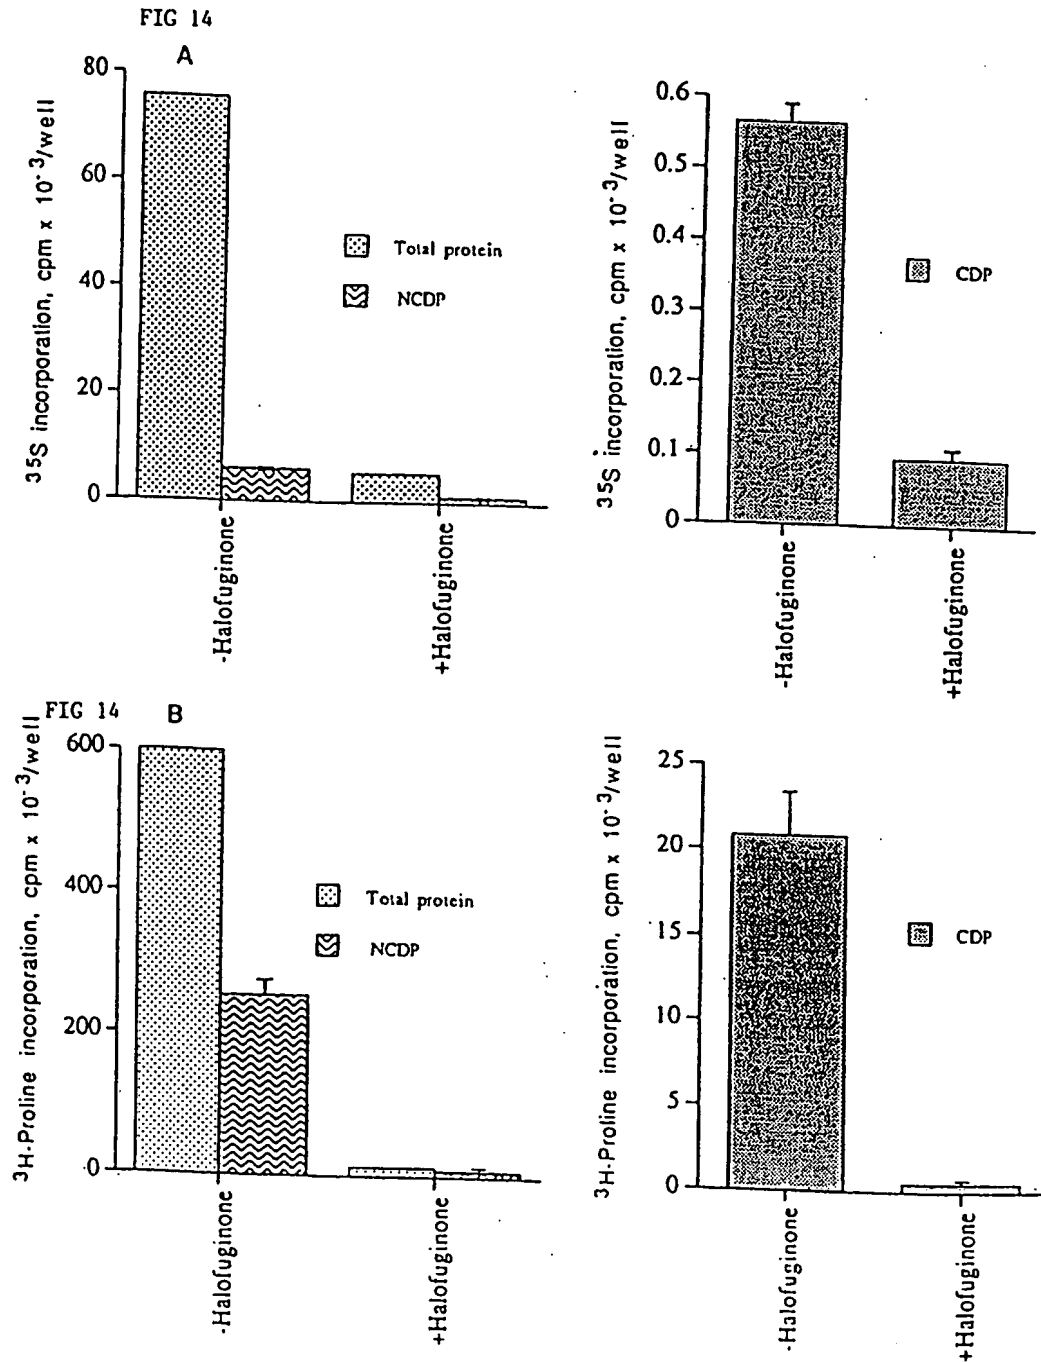 FIG 14
A
80
60
40
20
0
35S incorporation, cpm x 10-3/well
Total protein
NCDP
-Halofuginone
+Halofuginone
0.6
0.5
0.4
0.3
0.2
0.1
0
35S incorporation, cpm x 10-3/well
CDP
-Halofuginone
+Halofuginone
FIG 14
B
600
400
200
0
3H-Proline incorporation, cpm x 10-3/well
Total protein
NCDP
-Halofuginone
+Halofuginone
25
20
15
10
5
0
3H-Proline incorporation, cpm x 10-3/well
CDP
-Halofuginone
+Halofuginone